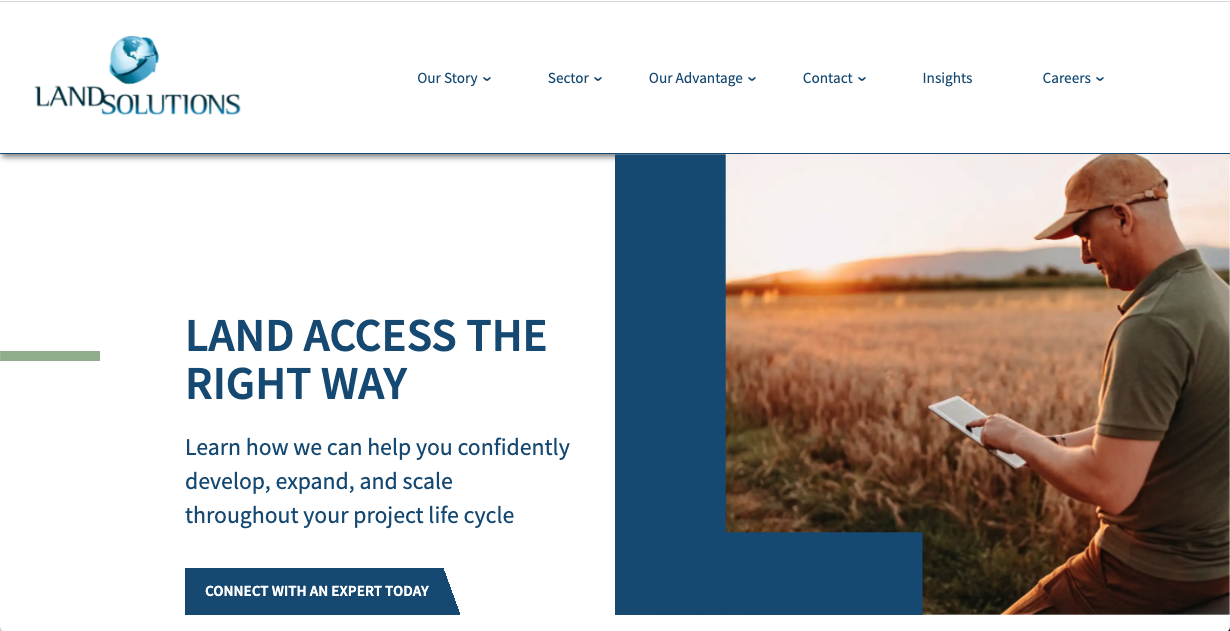 LANDSOLUTIONS
Our Story Sector Our Advantage Contact Insights Careers
LAND ACCESS THE
RIGHT WAY
Learn how we can help you confidently
develop, expand, and scale
throughout your project life cycle
CONNECT WITH AN EXPERT TODAY